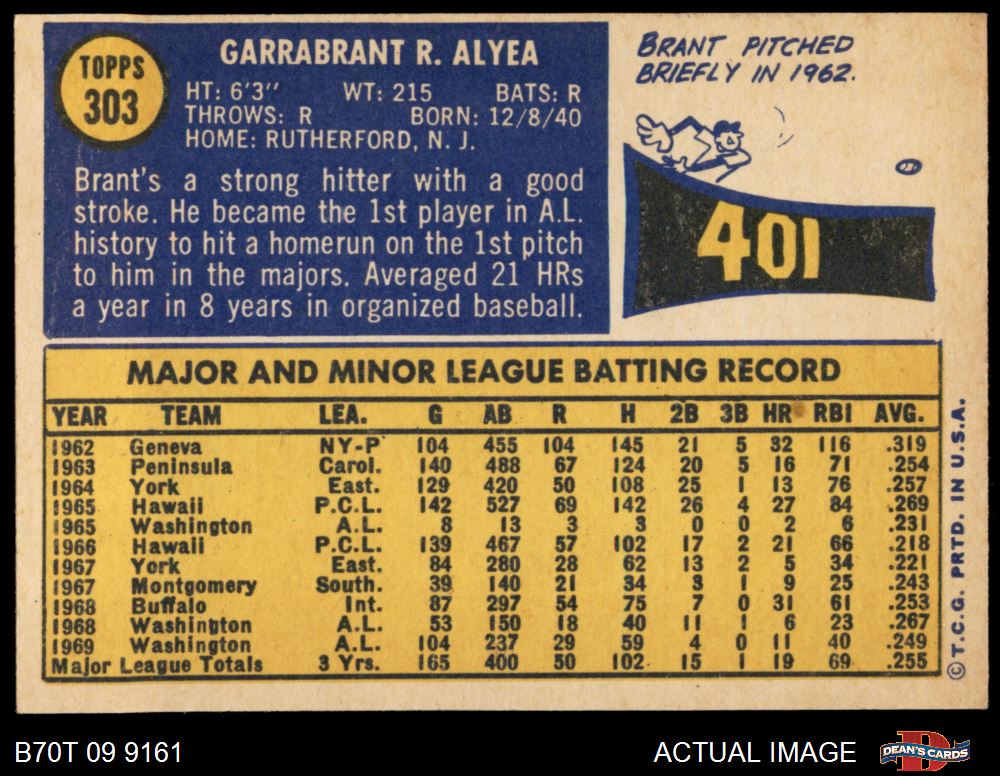 TOPPS
303
GARRABRANT R. ALYEA
HT: 6'3" WT: 215 BATS: R
THROWS: R BORN: 12/8/40
HOME: RUTHERFORD, N. J.
Brant's a strong hitter with a good
stroke. He became the 1st player in A.L.
history to hit a homerun on the 1st pitch
to him in the majors. Averaged 21 HRs
a year in 8 years in organized baseball.
BRANT PITCHED
BRIEFLY IN 1962.
401
MAJOR AND MINOR LEAGUE BATTING RECORD
YEAR TEAM LEA. G AB R H 2B 3B HR RBI AVG.
1962 Geneva NY-P 104 455 104 145 21 5 32 116 .319
1963 Peninsula Carol. 140 488 67 124 20 5 16 71 .254
1964 York East. 129 420 50 108 25 1 13 76 .257
1965 Hawaii P.C.L. 142 527 69 142 26 4 27 84 .269
1965 Washington A.L. 8 13 3 3 0 0 2 6 .231
1966 Hawaii P.C.L. 139 467 57 102 17 2 21 66 .218
1967 York East. 84 280 28 62 13 2 5 34 .221
1967 Montgomery South. 39 140 21 34 3 1 9 25 .243
1968 Buffalo Int. 87 297 54 75 7 0 31 61 .253
1968 Washington A.L. 53 150 18 40 11 1 6 23 .267
1969 Washington A.L. 104 237 29 59 4 0 11 40 .249
Major League Totals 3 Yrs. 165 400 50 102 15 1 19 69 .255
© T.C.G. PRTD. IN U.S.A.
B70T 09 9161
ACTUAL IMAGE
DEAN'S CARDS